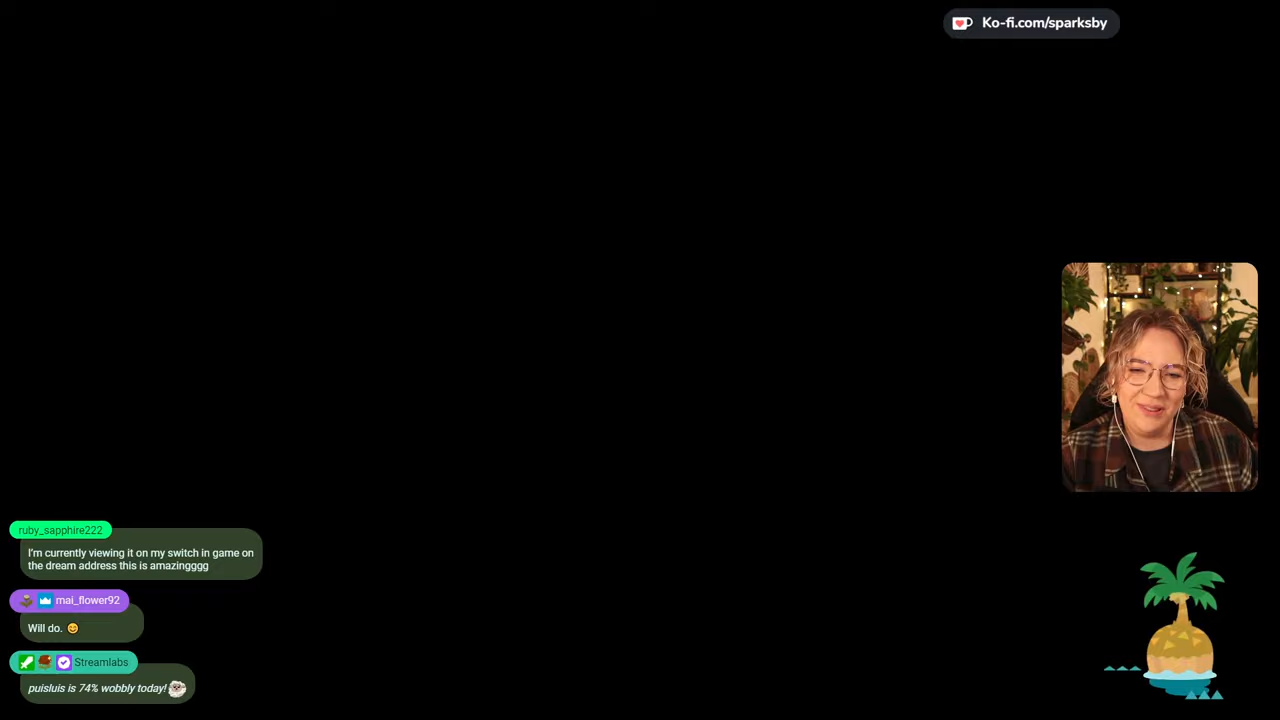 Ko-fi.com/sparksby
ruby_sapphire222
I'm currently viewing it on my switch in game on
the dream address this is amazingggg
mai_flower92
Will do. 😊
Streamlabs
puisluis is 74% wobbly today!